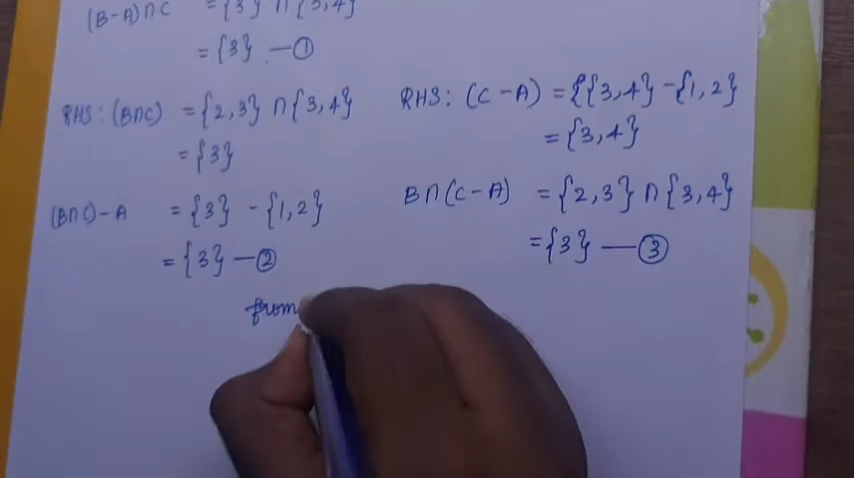 (B-A)∩C = {3} ∩ {3,4}
= {3} —①
RHS: (B∩C) = {2,3} ∩ {3,4}
= {3}
(B∩C)-A = {3} - {1,2}
= {3} —②
RHS: (C-A) = {{3,4} - {1,2}
= {3,4}
B∩(C-A) = {2,3} ∩ {3,4}
= {3} —③
from